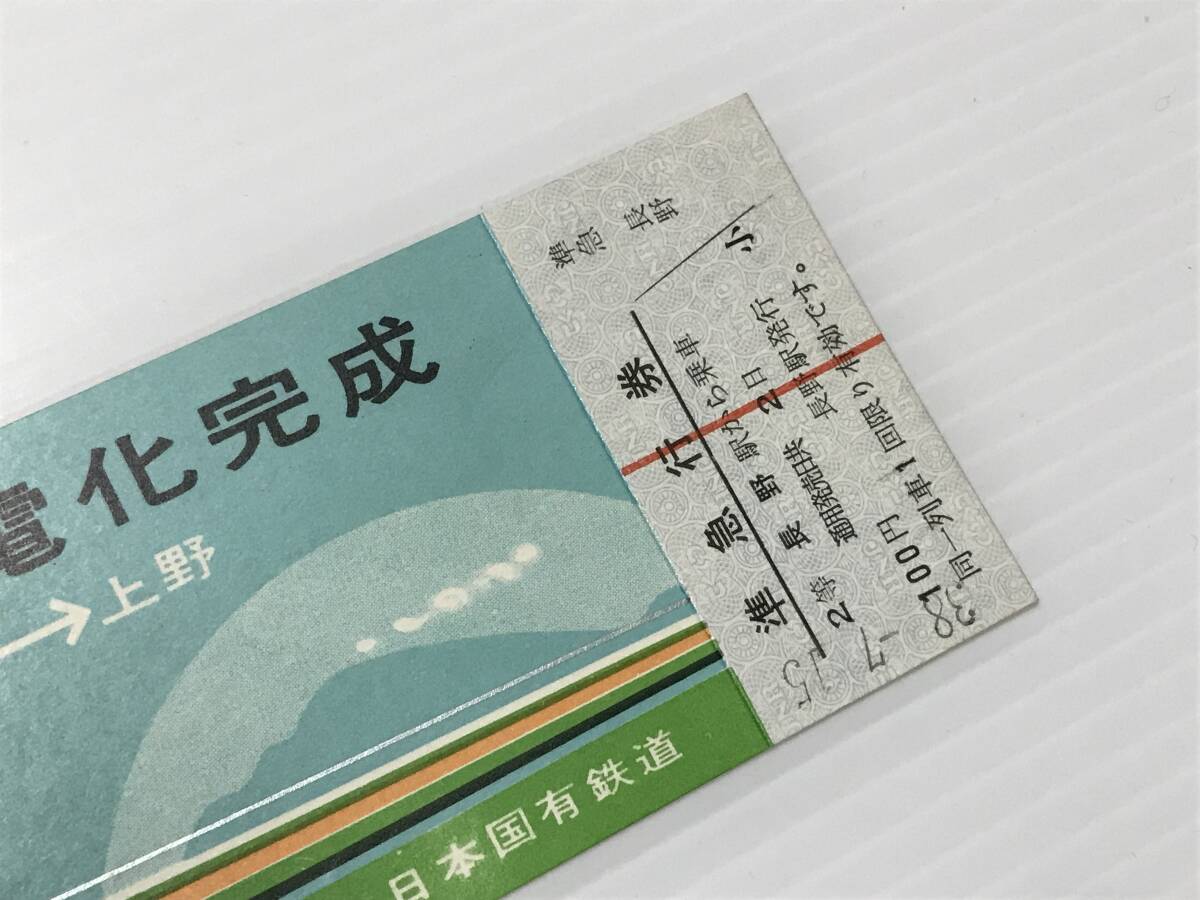 電化完成
上野
日本国有鉄道
準急
長野
小
準急行券
2等 長野駅から乗車
通用発売日共2日
長野駅発行
100円
同一列車1回限り有効です。